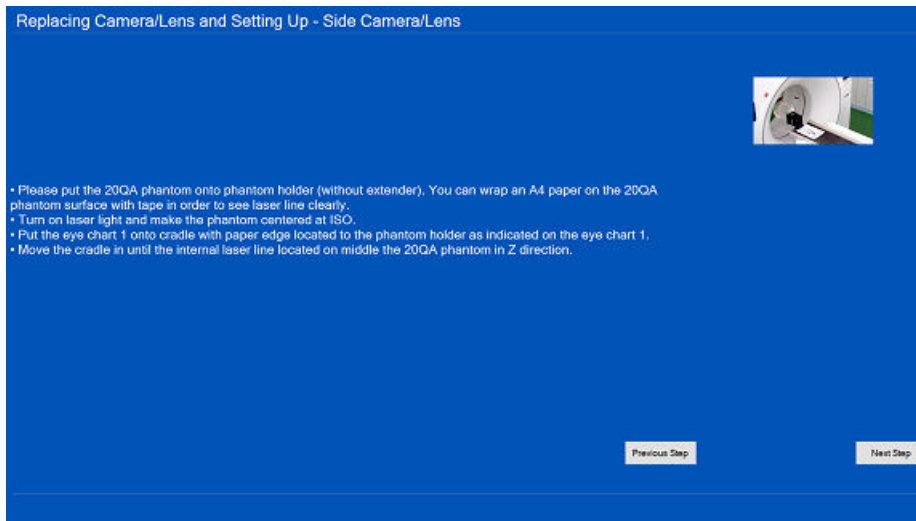 Replacing Camera/Lens and Setting Up - Side Camera/Lens
• Please put the 20QA phantom onto phantom holder (without extender). You can wrap an A4 paper on the 20QA
phantom surface with tape in order to see laser line clearly.
• Turn on laser light and make the phantom centered at ISO.
• Put the eye chart 1 onto cradle with paper edge located to the phantom holder as indicated on the eye chart 1.
• Move the cradle in until the internal laser line located on middle the 20QA phantom in Z direction.
Previous Step
Next Step